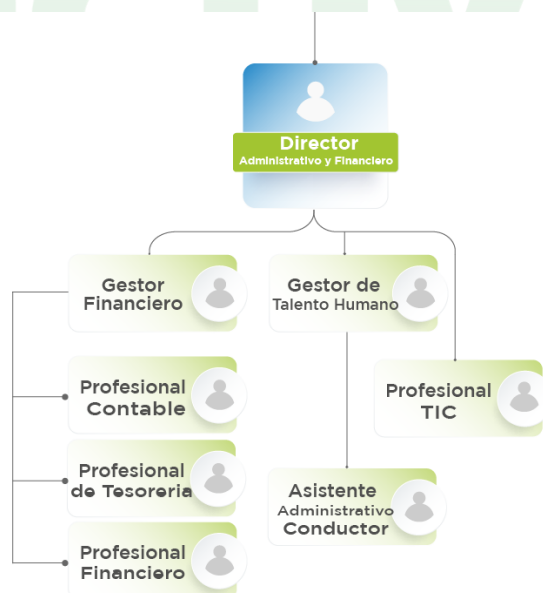 Director
Administrativo y Financiero
Gestor
Financiero
Gestor de
Talento Humano
Profesional
Contable
Profesional
TIC
Profesional
de Tesoreria
Asistente
Administrativo
Conductor
Profesional
Financiero